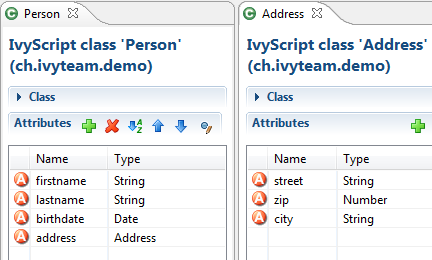 Person
IvyScript class 'Person'
(ch.ivyteam.demo)
Class
Attributes
Name Type
firstname String
lastname String
birthdate Date
address Address
Address
IvyScript class 'Address'
(ch.ivyteam.demo)
Class
Attributes
Name Type
street String
zip Number
city String